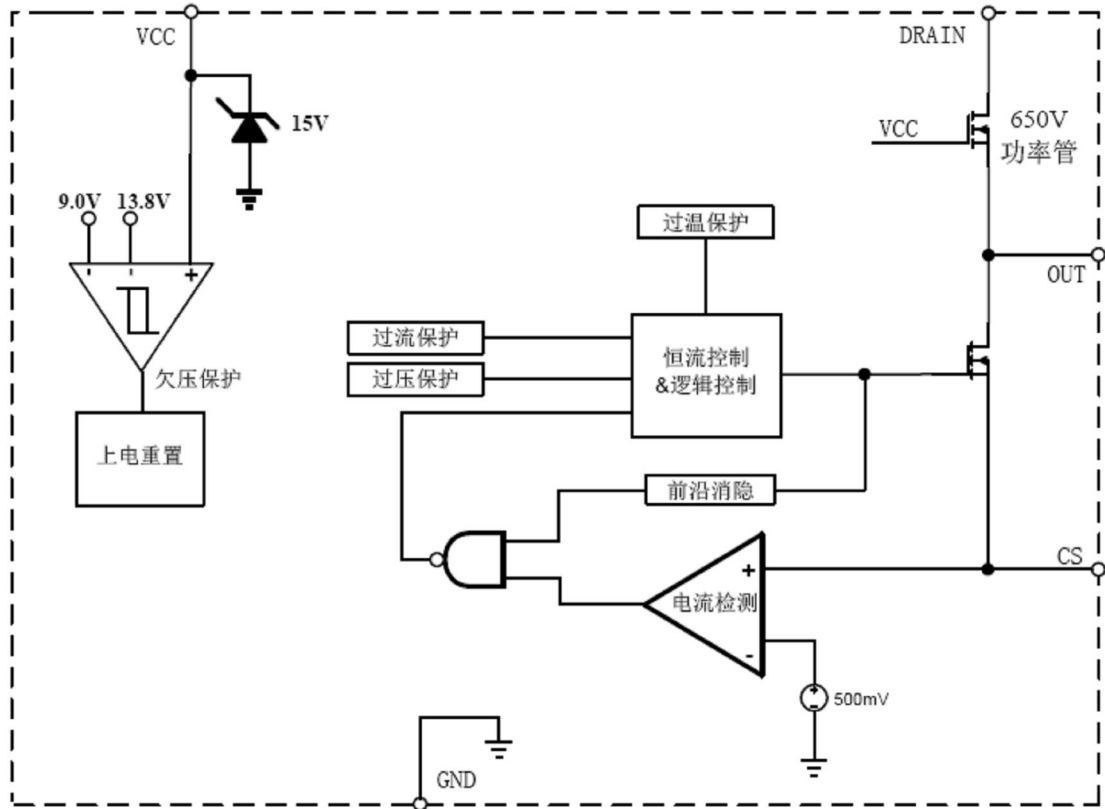 VCC
DRAIN
15V
VCC
650V
功率管
9.0V
13.8V
过温保护
- - +
OUT
过流保护
恒流控制
&逻辑控制
过压保护
欠压保护
上电重置
前沿消隐
CS
+
电流检测
-
+
-
500mV
GND